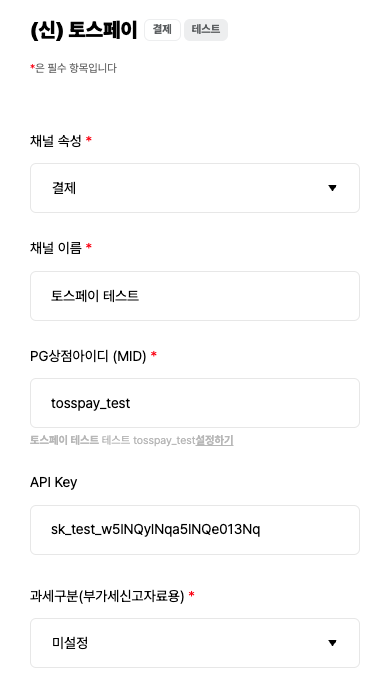 (신) 토스페이 결제 테스트
*은 필수 항목입니다
채널 속성 *
결제
채널 이름 *
토스페이 테스트
PG상점아이디 (MID) *
tosspay_test
토스페이 테스트 테스트 tosspay_test설정하기
API Key
sk_test_w5lNQylNqa5lNQe013Nq
과세구분(부가세신고자료용) *
미설정